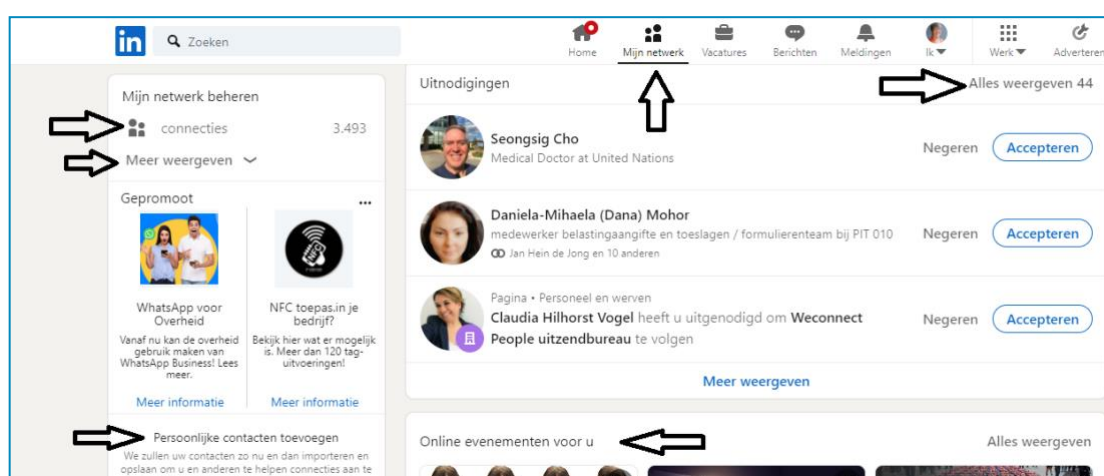 in
Zoeken
Home
Mijn netwerk
Vacatures
Berichten
Meldingen
Ik
Werk
Adverteren
Mijn netwerk beheren
connecties 3.493
Meer weergeven
Gepromoot
WhatsApp voor
Overheid
Vanaf nu kan de overheid
gebruik maken van
WhatsApp Business! Lees
meer.
Meer informatie
NFC
NFC toepas.in je
bedrijf?
Bekijk hier wat er mogelijk
is. Meer dan 120 tag-
uitvoeringen!
Meer informatie
Persoonlijke contacten toevoegen
We zullen uw contacten zo nu en dan importeren en
opslaan om u en anderen te helpen connecties aan te
Uitnodigingen
Alles weergeven 44
Seongsig Cho
Medical Doctor at United Nations
Negeren Accepteren
Daniela-Mihaela (Dana) Mohor
medewerker belastingaangifte en toeslagen / formulierenteam bij PIT 010
Jan Hein de Jong en 10 anderen
Negeren Accepteren
Pagina • Personeel en werven
Claudia Hilhorst Vogel heeft u uitgenodigd om Weconnect
People uitzendbureau te volgen
Negeren Accepteren
Meer weergeven
Online evenementen voor u
Alles weergeven